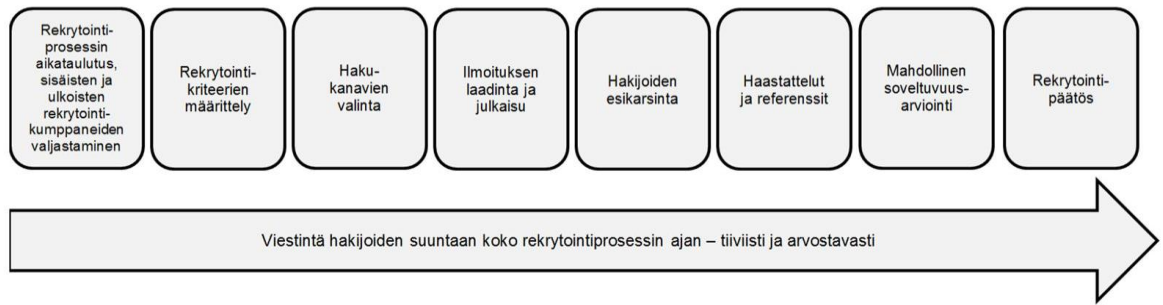 Rekrytointi-
prosessin
aikataulutus,
sisäisten ja
ulkoisten
rekrytointi-
kumppaneiden
valjastaminen
Rekrytointi-
kriteerien
määrittely
Haku-
kanavien
valinta
Ilmoituksen
laadinta ja
julkaisu
Hakijoiden
esikarsinta
Haastattelut
ja referenssit
Mahdollinen
soveltuvuus-
arviointi
Rekrytointi-
päätös
Viestintä hakijoiden suuntaan koko rekrytointiprosessin ajan – tiiviisti ja arvostavasti